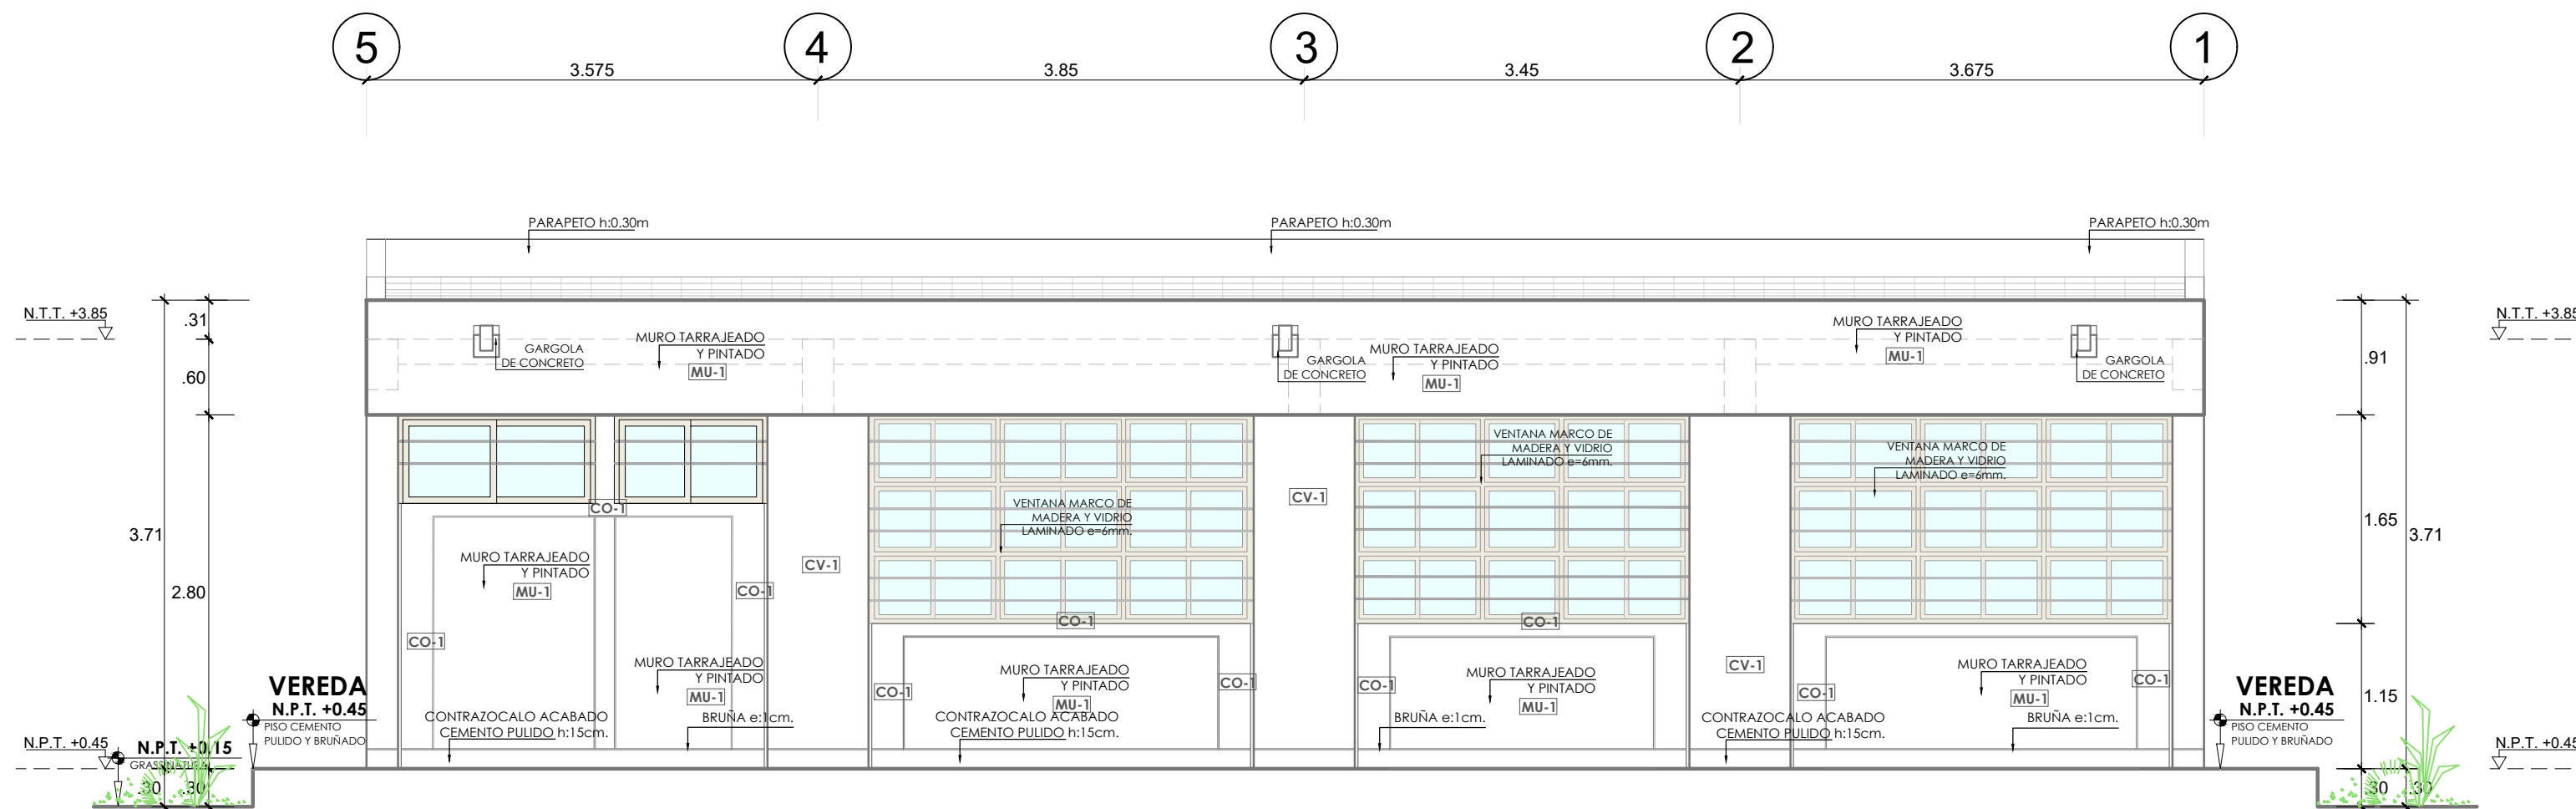 5
4
3
2
1
3.575
3.85
3.45
3.675
PARAPETO h:0.30m
PARAPETO h:0.30m
PARAPETO h:0.30m
N.T.T. +3.85
.31
.60
2.80
3.71
GARGOLA
DE CONCRETO
MURO TARRAJEADO
Y PINTADO
MU-1
GARGOLA
DE CONCRETO
MURO TARRAJEADO
Y PINTADO
MU-1
MURO TARRAJEADO
Y PINTADO
MU-1
GARGOLA
DE CONCRETO
N.T.T. +3.85
.91
1.65
3.71
1.15
CO-1
MURO TARRAJEADO
Y PINTADO
MU-1
CO-1
CO-1
MURO TARRAJEADO
Y PINTADO
MU-1
CV-1
VENTANA MARCO DE
MADERA Y VIDRIO
LAMINADO e=6mm.
CO-1
CO-1
MURO TARRAJEADO
Y PINTADO
MU-1
CO-1
CV-1
VENTANA MARCO DE
MADERA Y VIDRIO
LAMINADO e=6mm.
CO-1
CO-1
MURO TARRAJEADO
Y PINTADO
MU-1
CV-1
VENTANA MARCO DE
MADERA Y VIDRIO
LAMINADO e=6mm.
CO-1
MURO TARRAJEADO
Y PINTADO
MU-1
CO-1
VEREDA
N.P.T. +0.45
PISO CEMENTO
PULIDO Y BRUÑADO
N.P.T. +0.45
N.P.T. +0.15
GRASS NATURAL
.30
.30
CONTRAZOCALO ACABADO
CEMENTO PULIDO h:15cm.
BRUÑA e:1cm.
CONTRAZOCALO ACABADO
CEMENTO PULIDO h:15cm.
BRUÑA e:1cm.
CONTRAZOCALO ACABADO
CEMENTO PULIDO h:15cm.
BRUÑA e:1cm.
VEREDA
N.P.T. +0.45
PISO CEMENTO
PULIDO Y BRUÑADO
N.P.T. +0.45
.30
.30